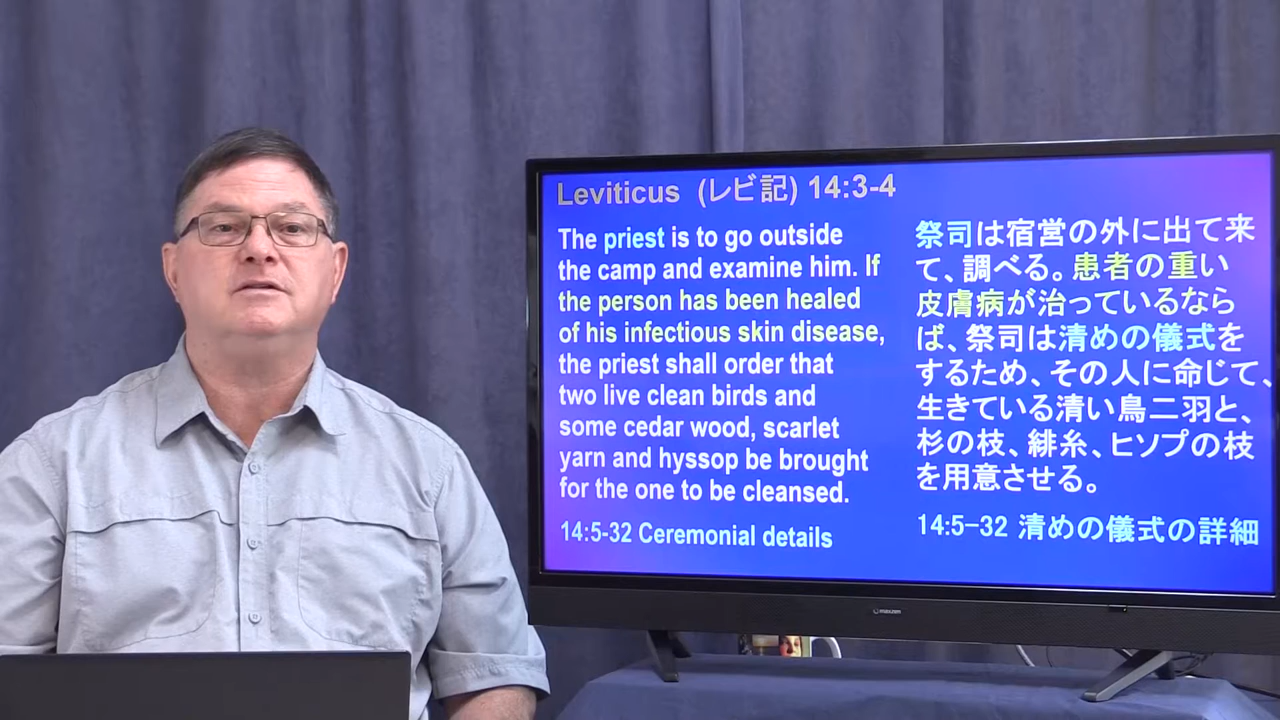 Leviticus (レビ記) 14:3-4
The priest is to go outside
the camp and examine him. If
the person has been healed
of his infectious skin disease,
the priest shall order that
two live clean birds and
some cedar wood, scarlet
yarn and hyssop be brought
for the one to be cleansed.
14:5-32 Ceremonial details
祭司は宿営の外に出て来
て、調べる。患者の重い
皮膚病が治っているなら
ば、祭司は清めの儀式を
するため、その人に命じて、
生きている清い鳥二羽と、
杉の枝、緋糸、ヒソプの枝
を用意させる。
14:5-32 清めの儀式の詳細
maxzen